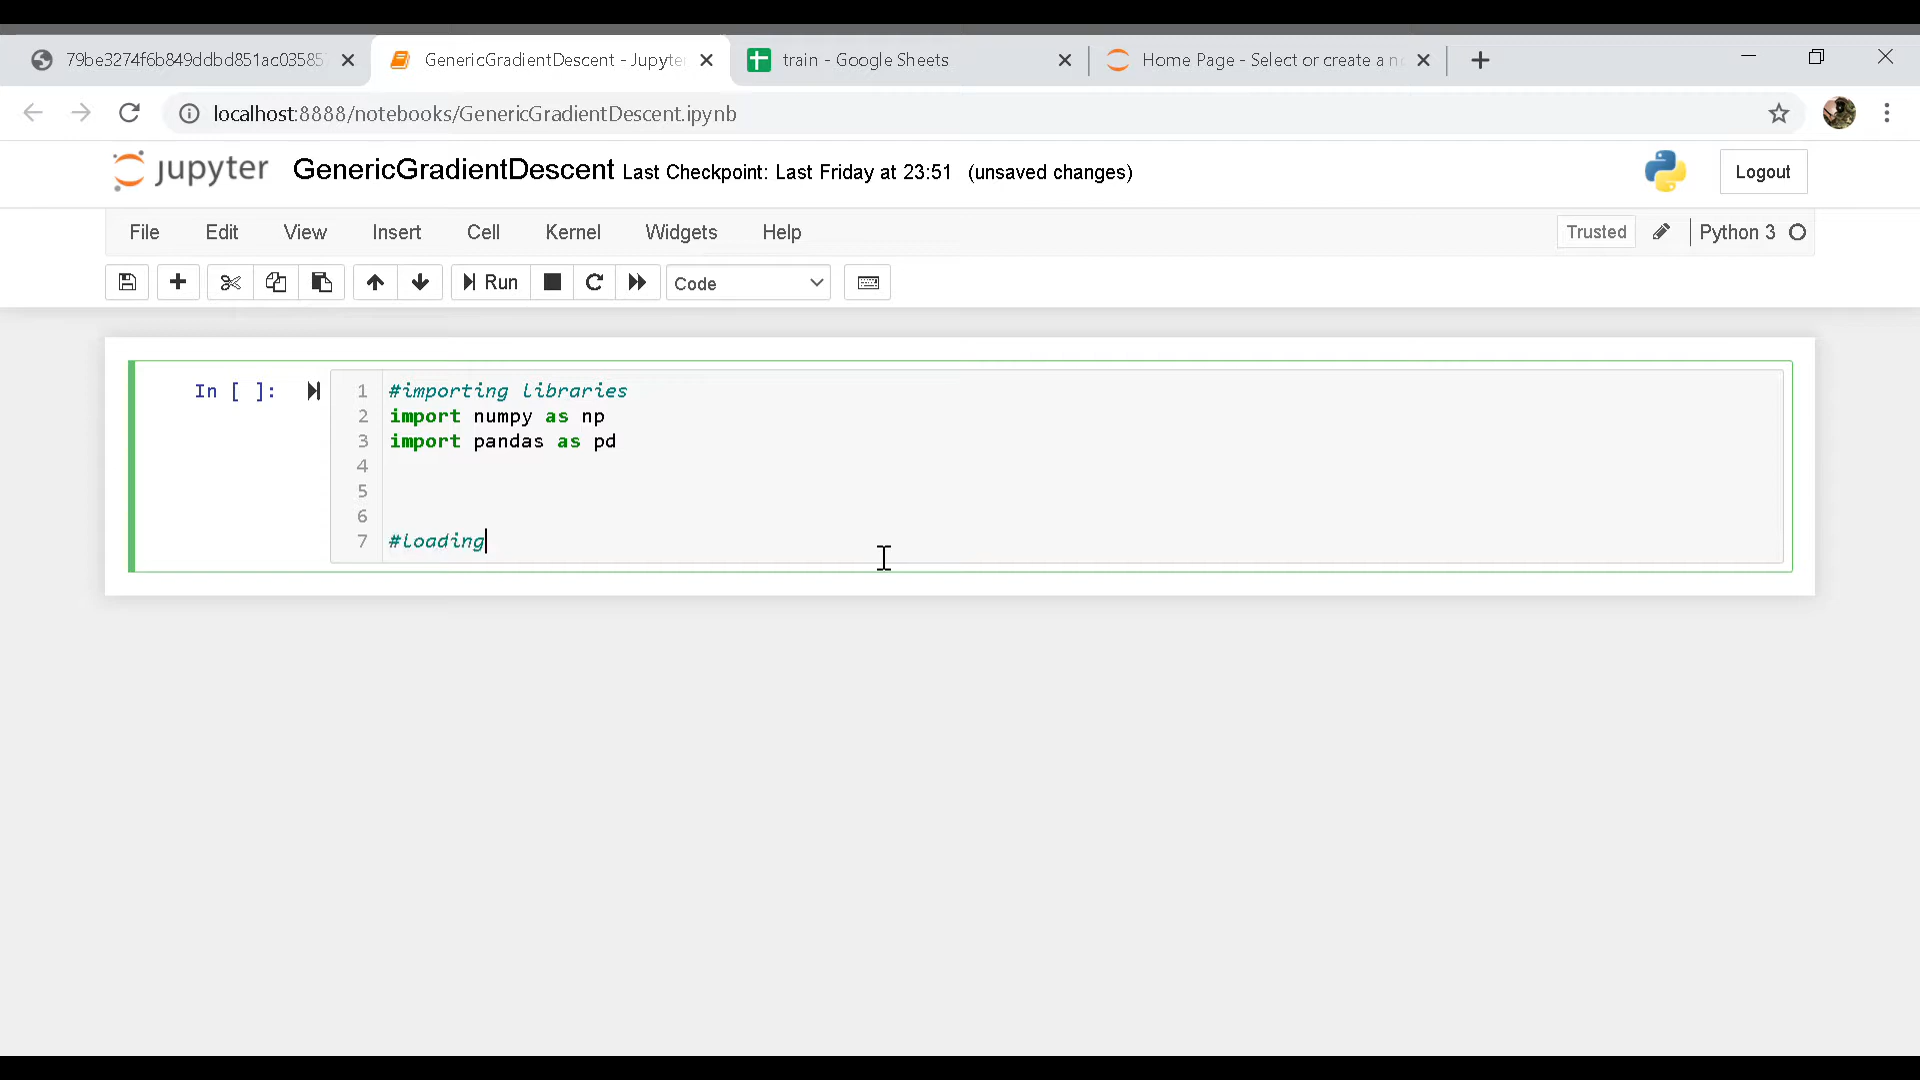 79be3274f6b849ddbd851ac03585
GenericGradientDescent - Jupyte
train - Google Sheets
Home Page - Select or create a n
localhost:8888/notebooks/GenericGradientDescent.ipynb
jupyter GenericGradientDescent Last Checkpoint: Last Friday at 23:51 (unsaved changes)
Logout
File Edit View Insert Cell Kernel Widgets Help
Trusted
Python 3
Run
Code
In [ ]:
1 #importing libraries
2 import numpy as np
3 import pandas as pd
4
5
6
7 #loading